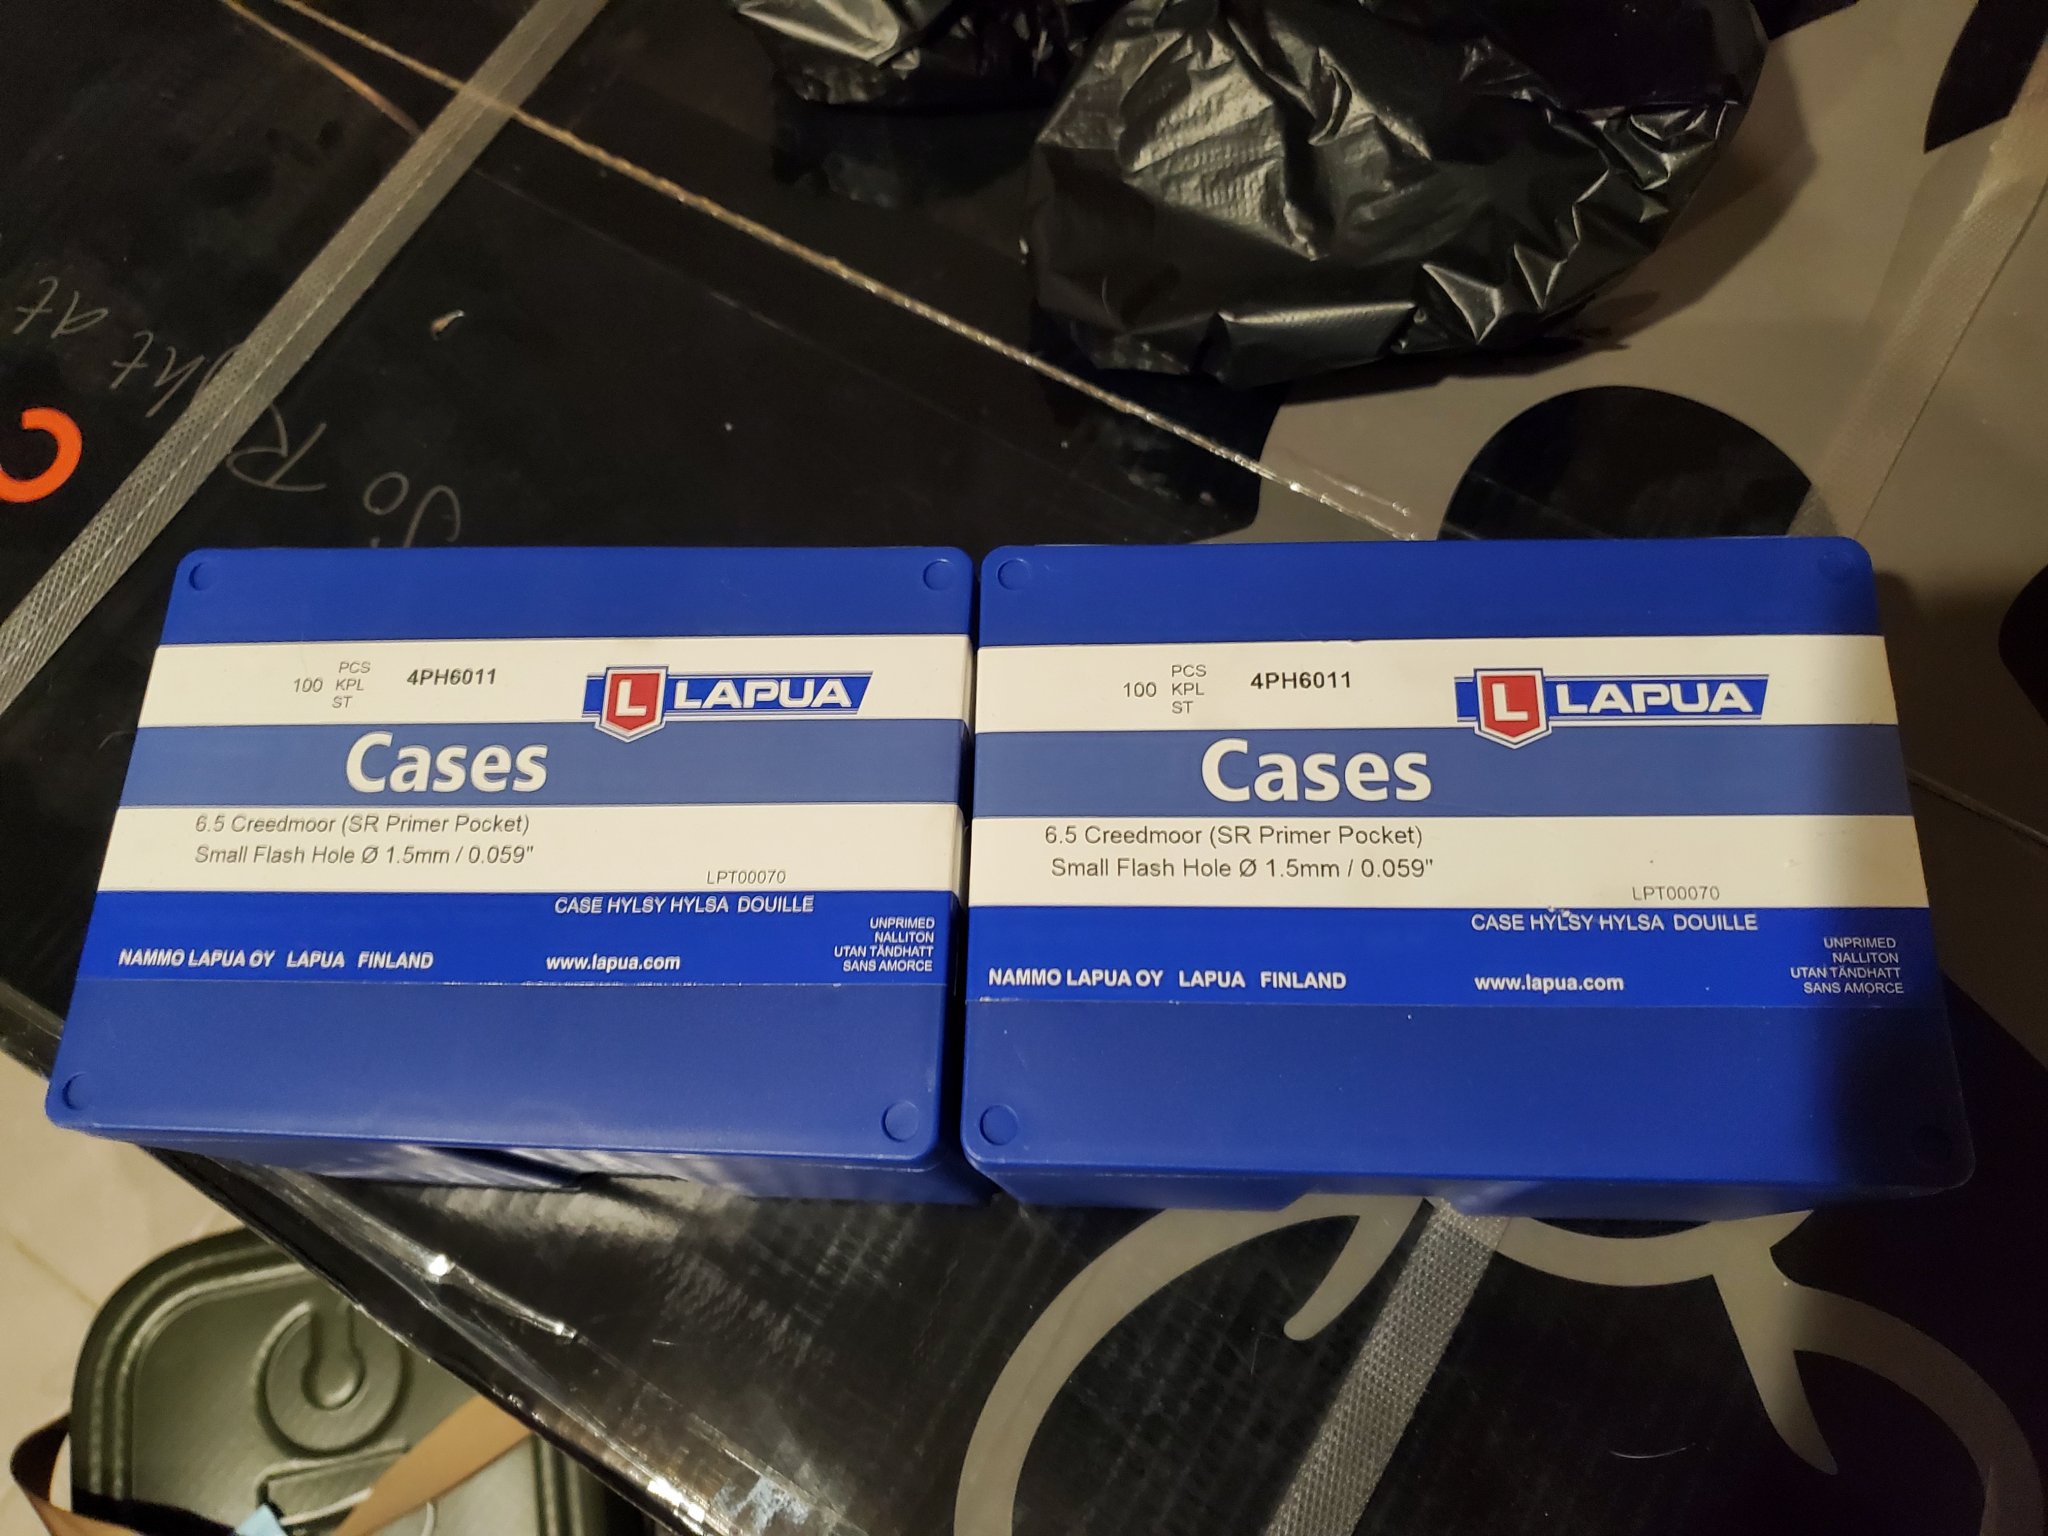 100 PCS KPL ST 4PH6011 L LAPUA
Cases
6.5 Creedmoor (SR Primer Pocket)
Small Flash Hole Ø 1.5mm / 0.059"
LPT00070
CASE HYLSY HYLSA DOUILLE
UNPRIMED
NALLITON
UTAN TÄNDHATT
SANS AMORCE
NAMMO LAPUA OY LAPUA FINLAND www.lapua.com
100 PCS KPL ST 4PH6011 L LAPUA
Cases
6.5 Creedmoor (SR Primer Pocket)
Small Flash Hole Ø 1.5mm / 0.059"
LPT00070
CASE HYLSY HYLSA DOUILLE
UNPRIMED
NALLITON
UTAN TÄNDHATT
SANS AMORCE
NAMMO LAPUA OY LAPUA FINLAND www.lapua.com